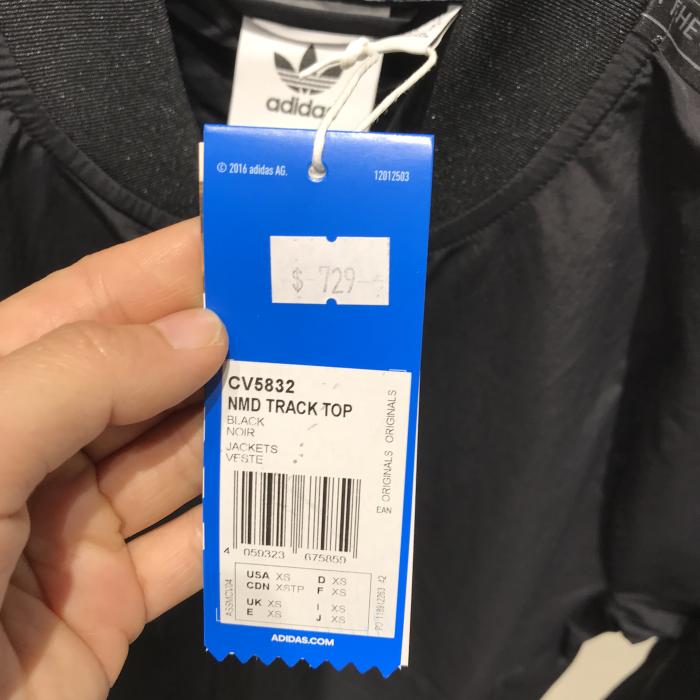 THE
adidas
© 2016 adidas AG.
12012503
$ 729
CV5832
NMD TRACK TOP
BLACK
NOIR
JACKETS
VESTE
ORIGINALS ORIGINALS
EAN
4 059323 675859
USA XS D XS
CDN XSTP F XS
UK XS I XS
E XS J XS
ADIDAS.COM